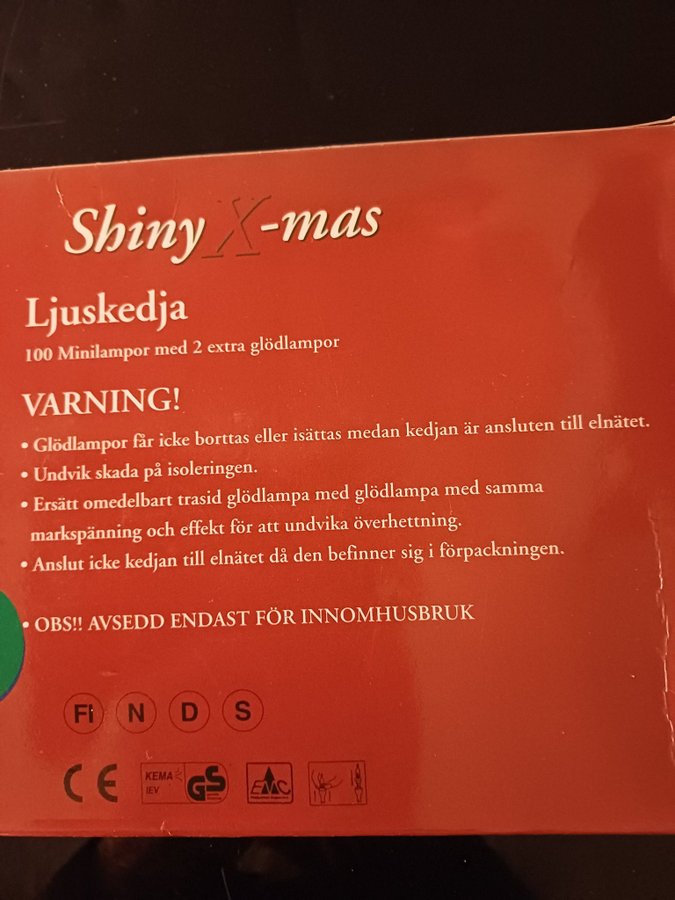 Shiny X-mas
Ljuskedja
100 Minilampor med 2 extra glödlampor
VARNING!
• Glödlampor får icke borttas eller isättas medan kedjan är ansluten till elnätet.
• Undvik skada på isoleringen.
• Ersätt omedelbart trasid glödlampa med glödlampa med samma
markspänning och effekt för att undvika överhettning.
• Anslut icke kedjan till elnätet då den befinner sig i förpackningen.
• OBS!! AVSEDD ENDAST FÖR INNOMHUSBRUK
FI N D S
CE KEMA IEV GS EMC